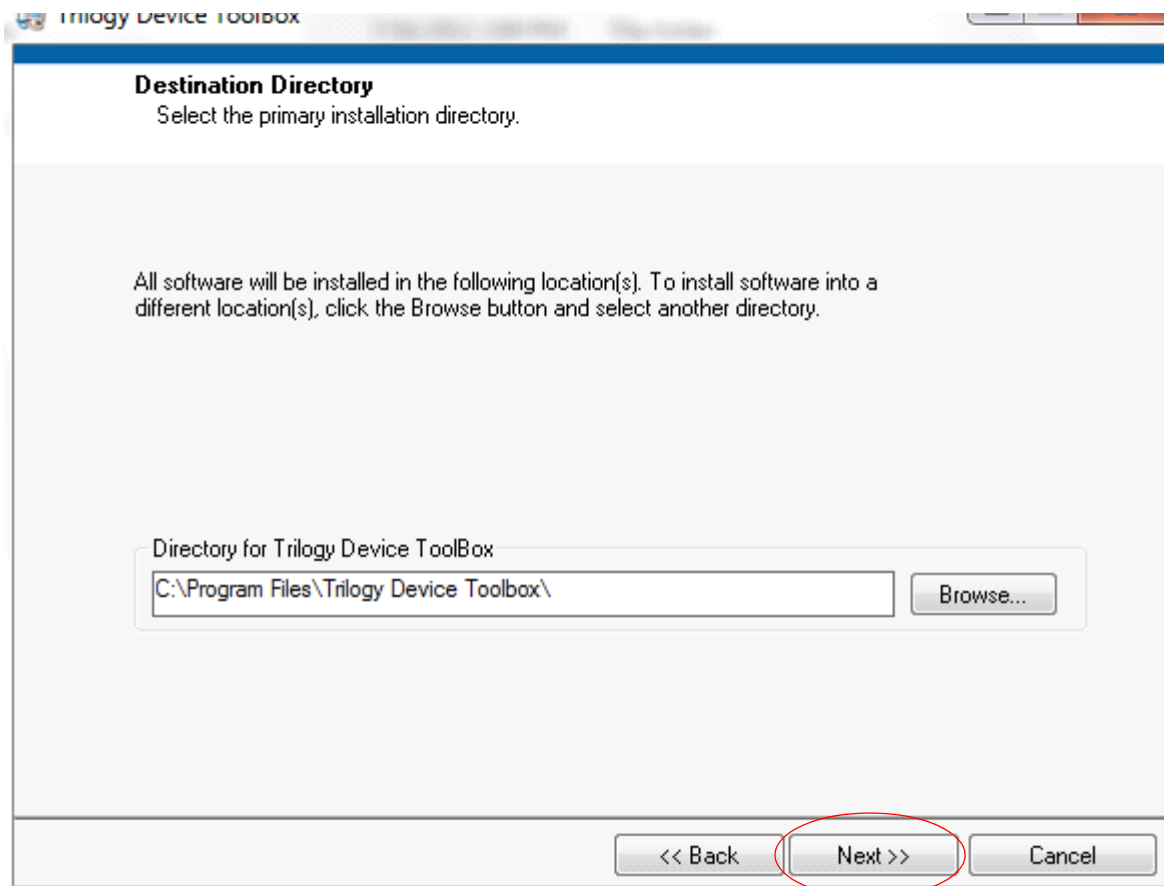 Trilogy Device ToolBox
Destination Directory
Select the primary installation directory.
All software will be installed in the following location(s). To install software into a
different location(s), click the Browse button and select another directory.
Directory for Trilogy Device ToolBox
C:\Program Files\Trilogy Device Toolbox\
Browse...
<< Back
Next >>
Cancel